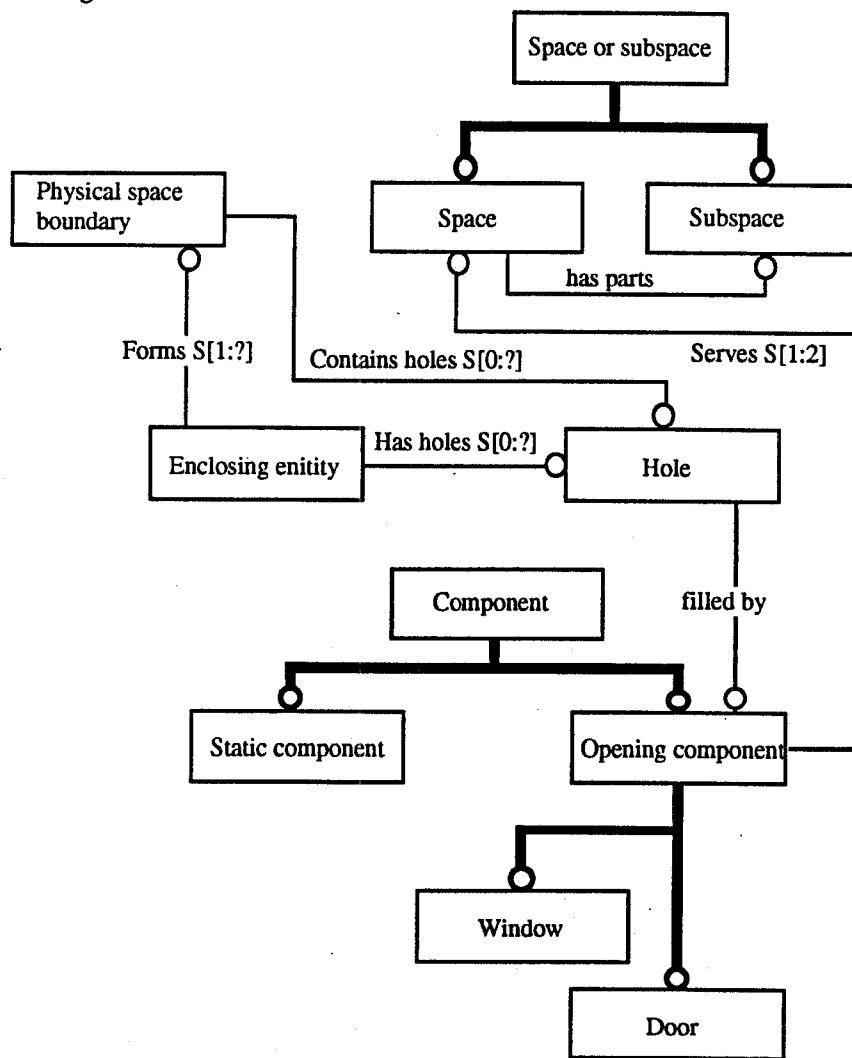 Space or subspace
Physical space
boundary
Space
Subspace
has parts
Forms S[1:?]
Contains holes S[0:?]
Serves S[1:2]
Enclosing enitity
Has holes S[0:?]
Hole
Component
filled by
Static component
Opening component
Window
Door